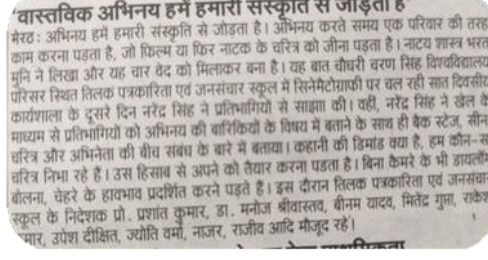 वास्तविक अभिनय हमें हमारी संस्कृति से जोड़ता है
मेरठ: अभिनय हमें हमारी संस्कृति से जोड़ता है। अभिनय करते समय एक परिवार की तरह
काम करना पड़ता है, जो फिल्म या फिर नाटक के चरित्र को जीना पड़ता है। नाटय शास्त्र भरत
मुनि ने लिखा और यह चार वेद को मिलाकर बना है। यह बात चौधरी चरण सिंह विश्वविद्यालय
परिसर स्थित तिलक पत्रकारिता एवं जनसंचार स्कूल में सिनेमैटोग्राफी पर चल रही सात दिवसीय
कार्यशाला के दूसरे दिन नरेंद्र सिंह ने प्रतिभागियों से साझा की। वहीं, नरेंद्र सिंह ने खेल के
माध्यम से प्रतिभागियों को अभिनय की बारिकियों के विषय में बताने के साथ ही बैक स्टेज, सीन
चरित्र और अभिनेता की बीच संबंध के बारे में बताया। कहानी की डिमांड क्या है, हम कौन-सा
चरित्र निभा रहे हैं। उस हिसाब से अपने को तैयार करना पड़ता है। बिना कैमरे के भी डायलॉग
बोलना, चेहरे के हावभाव प्रदर्शित करने पड़ते हैं। इस दौरान तिलक पत्रकारिता एवं जनसंचार
स्कूल के निदेशक प्रो. प्रशांत कुमार, डा. मनोज श्रीवास्तव, बीनम यादव, मितेंद्र गुप्ता, राकेश
कुमार, उपेश दीक्षित, ज्योति वर्मा, नाजर, राजीव आदि मौजूद रहे।